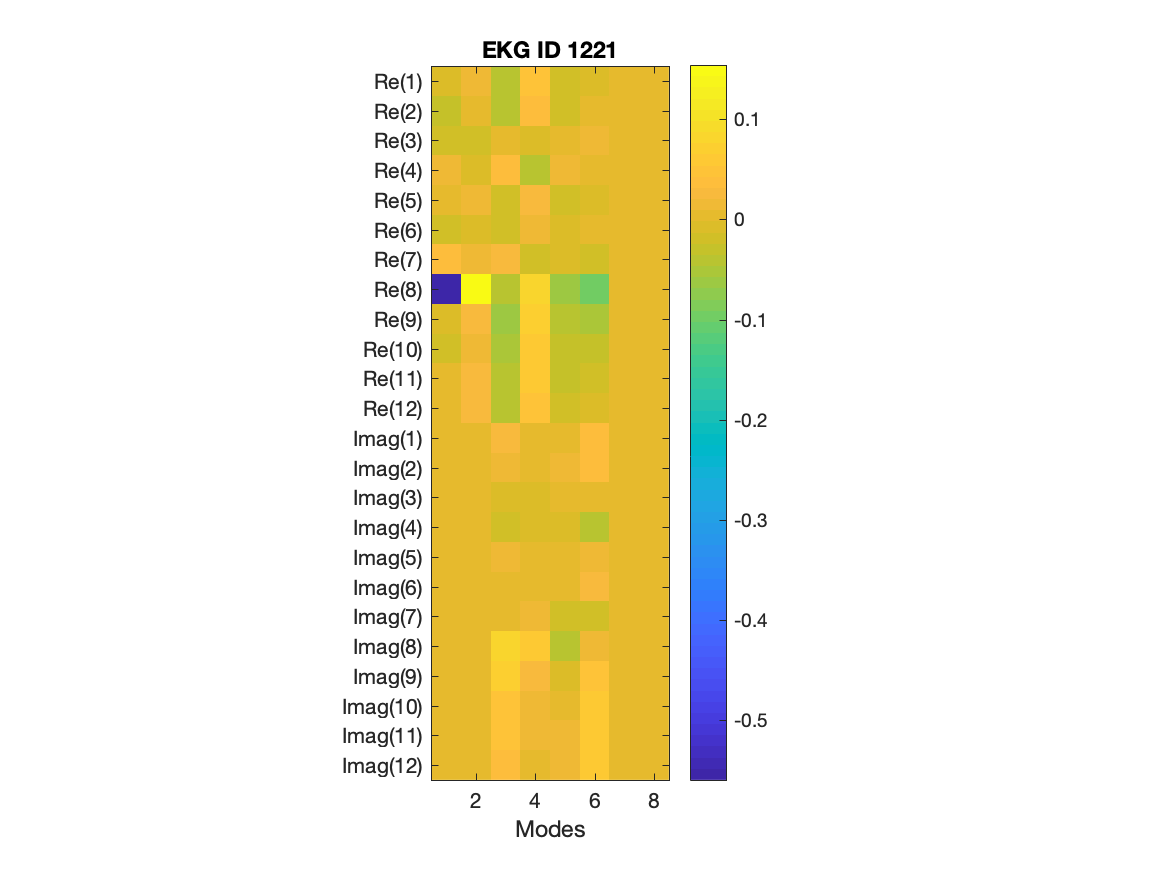 EKG ID 1221
Re(1)
Re(2)
Re(3)
Re(4)
Re(5)
Re(6)
Re(7)
Re(8)
Re(9)
Re(10)
Re(11)
Re(12)
Imag(1)
Imag(2)
Imag(3)
Imag(4)
Imag(5)
Imag(6)
Imag(7)
Imag(8)
Imag(9)
Imag(10)
Imag(11)
Imag(12)
2 4 6 8
Modes
0.1
0
-0.1
-0.2
-0.3
-0.4
-0.5